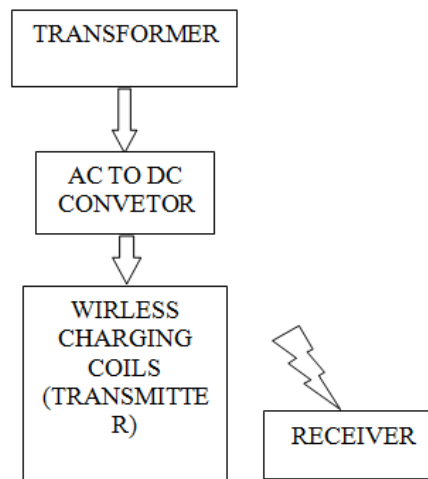 TRANSFORMER
AC TO DC
CONVETOR
WIRLESS
CHARGING
COILS
(TRANSMITTE
R)
RECEIVER